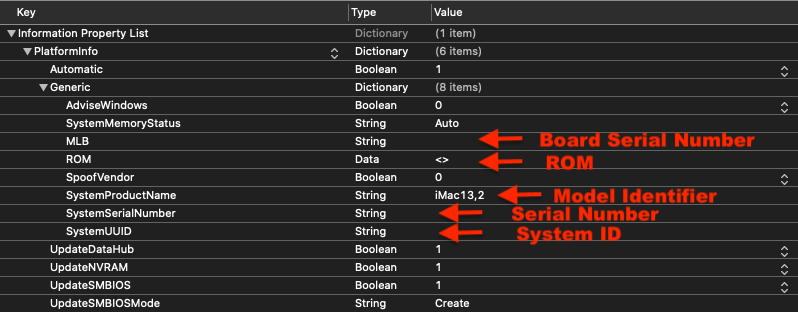 Key Type Value
Information Property List Dictionary (1 item)
PlatformInfo Dictionary (6 items)
Automatic Boolean 1
Generic Dictionary (8 items)
AdviseWindows Boolean 0
SystemMemoryStatus String Auto
MLB String Board Serial Number
ROM Data <> ROM
SpoofVendor Boolean 0
SystemProductName String iMac13,2 Model Identifier
SystemSerialNumber String Serial Number
SystemUUID String System ID
UpdateDataHub Boolean 1
UpdateNVRAM Boolean 1
UpdateSMBIOS Boolean 1
UpdateSMBIOSMode String Create